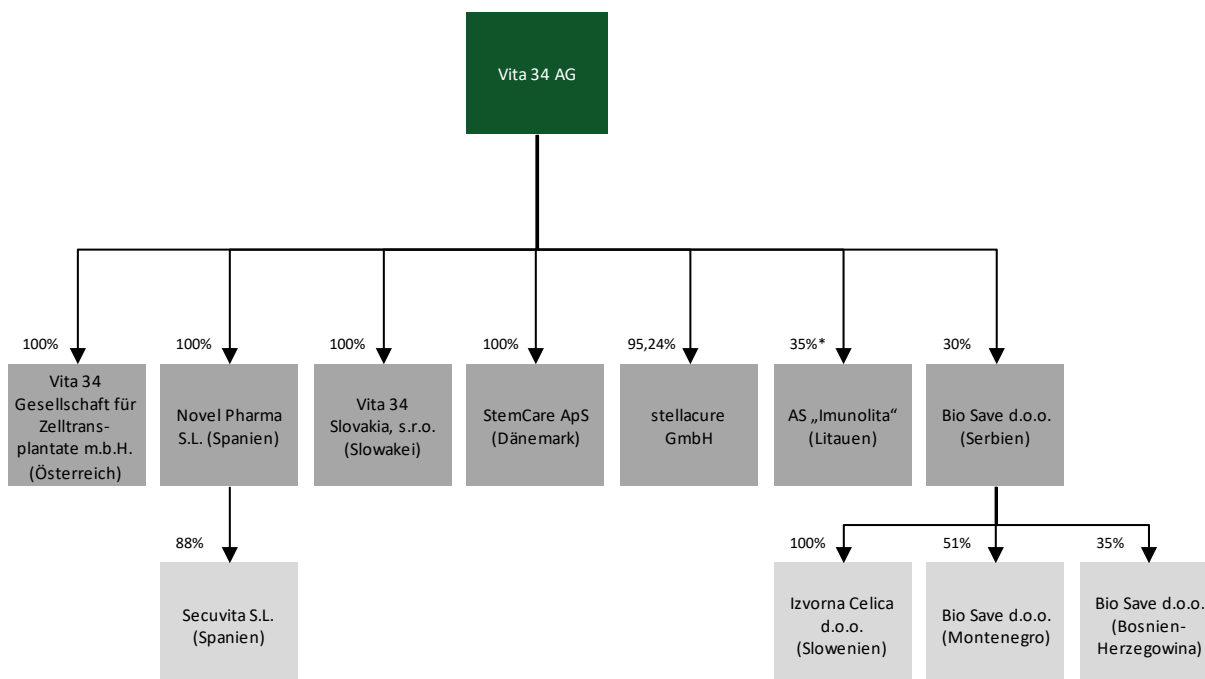 Vita 34 AG
100%
100%
100%
100%
95,24%
35%*
30%
Vita 34
Gesellschaft für
Zelltrans-
plantate m.b.H.
(Österreich)
Novel Pharma
S.L. (Spanien)
Vita 34
Slovakia, s.r.o.
(Slowakei)
StemCare ApS
(Dänemark)
stellacure
GmbH
AS „Imunolita“
(Litauen)
Bio Save d.o.o.
(Serbien)
88%
100%
51%
35%
Secuvita S.L.
(Spanien)
Izvorna Celica
d.o.o.
(Slowenien)
Bio Save d.o.o.
(Montenegro)
Bio Save d.o.o.
(Bosnien-
Herzegowina)